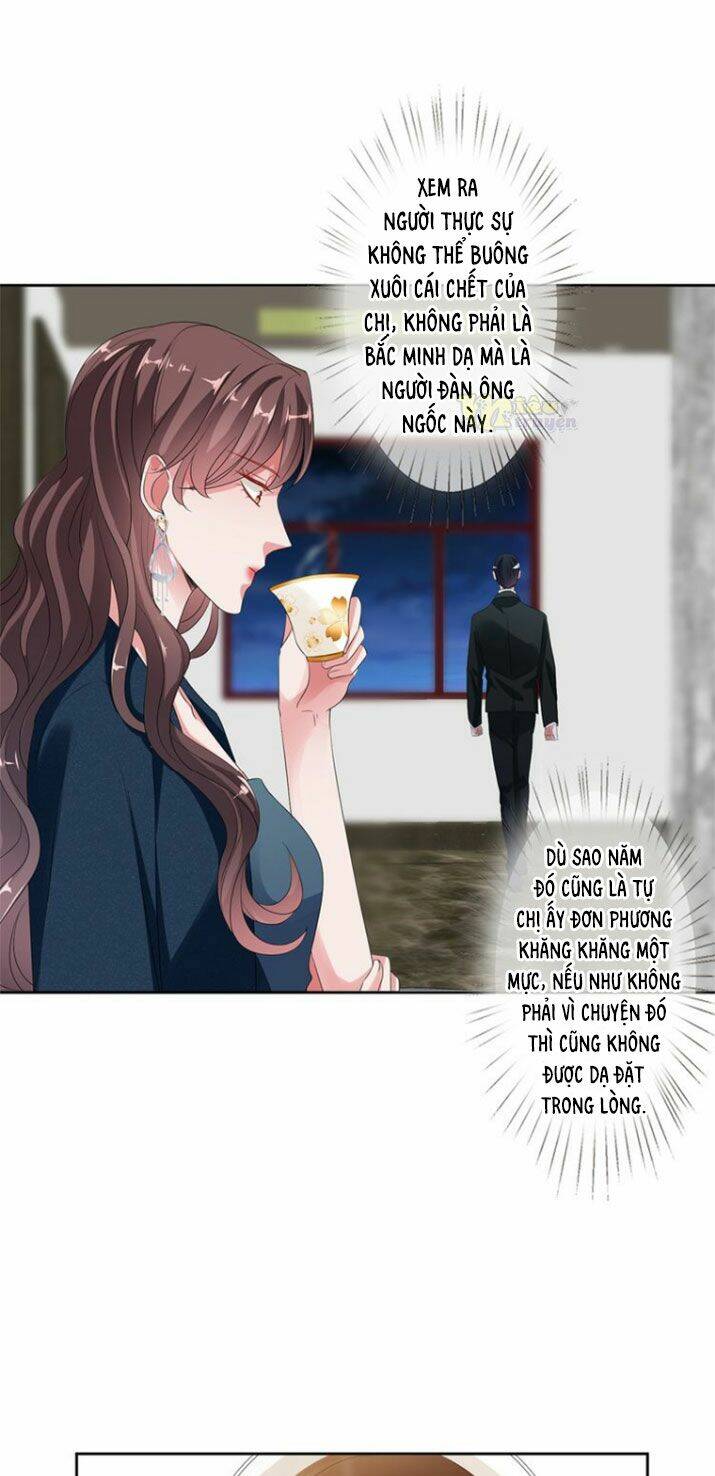 XEM RA
NGƯỜI THỰC SỰ
KHÔNG THỂ BUÔNG
XUÔI CÁI CHẾT CỦA
CHỊ, KHÔNG PHẢI LÀ
BẮC MINH DẠ MÀ LÀ
NGƯỜI ĐÀN ÔNG
NGỐC NÀY.
truyện
DÙ SAO NĂM
ĐÓ CŨNG LÀ TỰ
CHỊ ẤY ĐƠN PHƯƠNG
KHĂNG KHĂNG MỘT
MỰC, NẾU NHƯ KHÔNG
PHẢI VÌ CHUYỆN ĐÓ
THÌ CŨNG KHÔNG
ĐƯỢC DẠ ĐẶT
TRONG LÒNG.